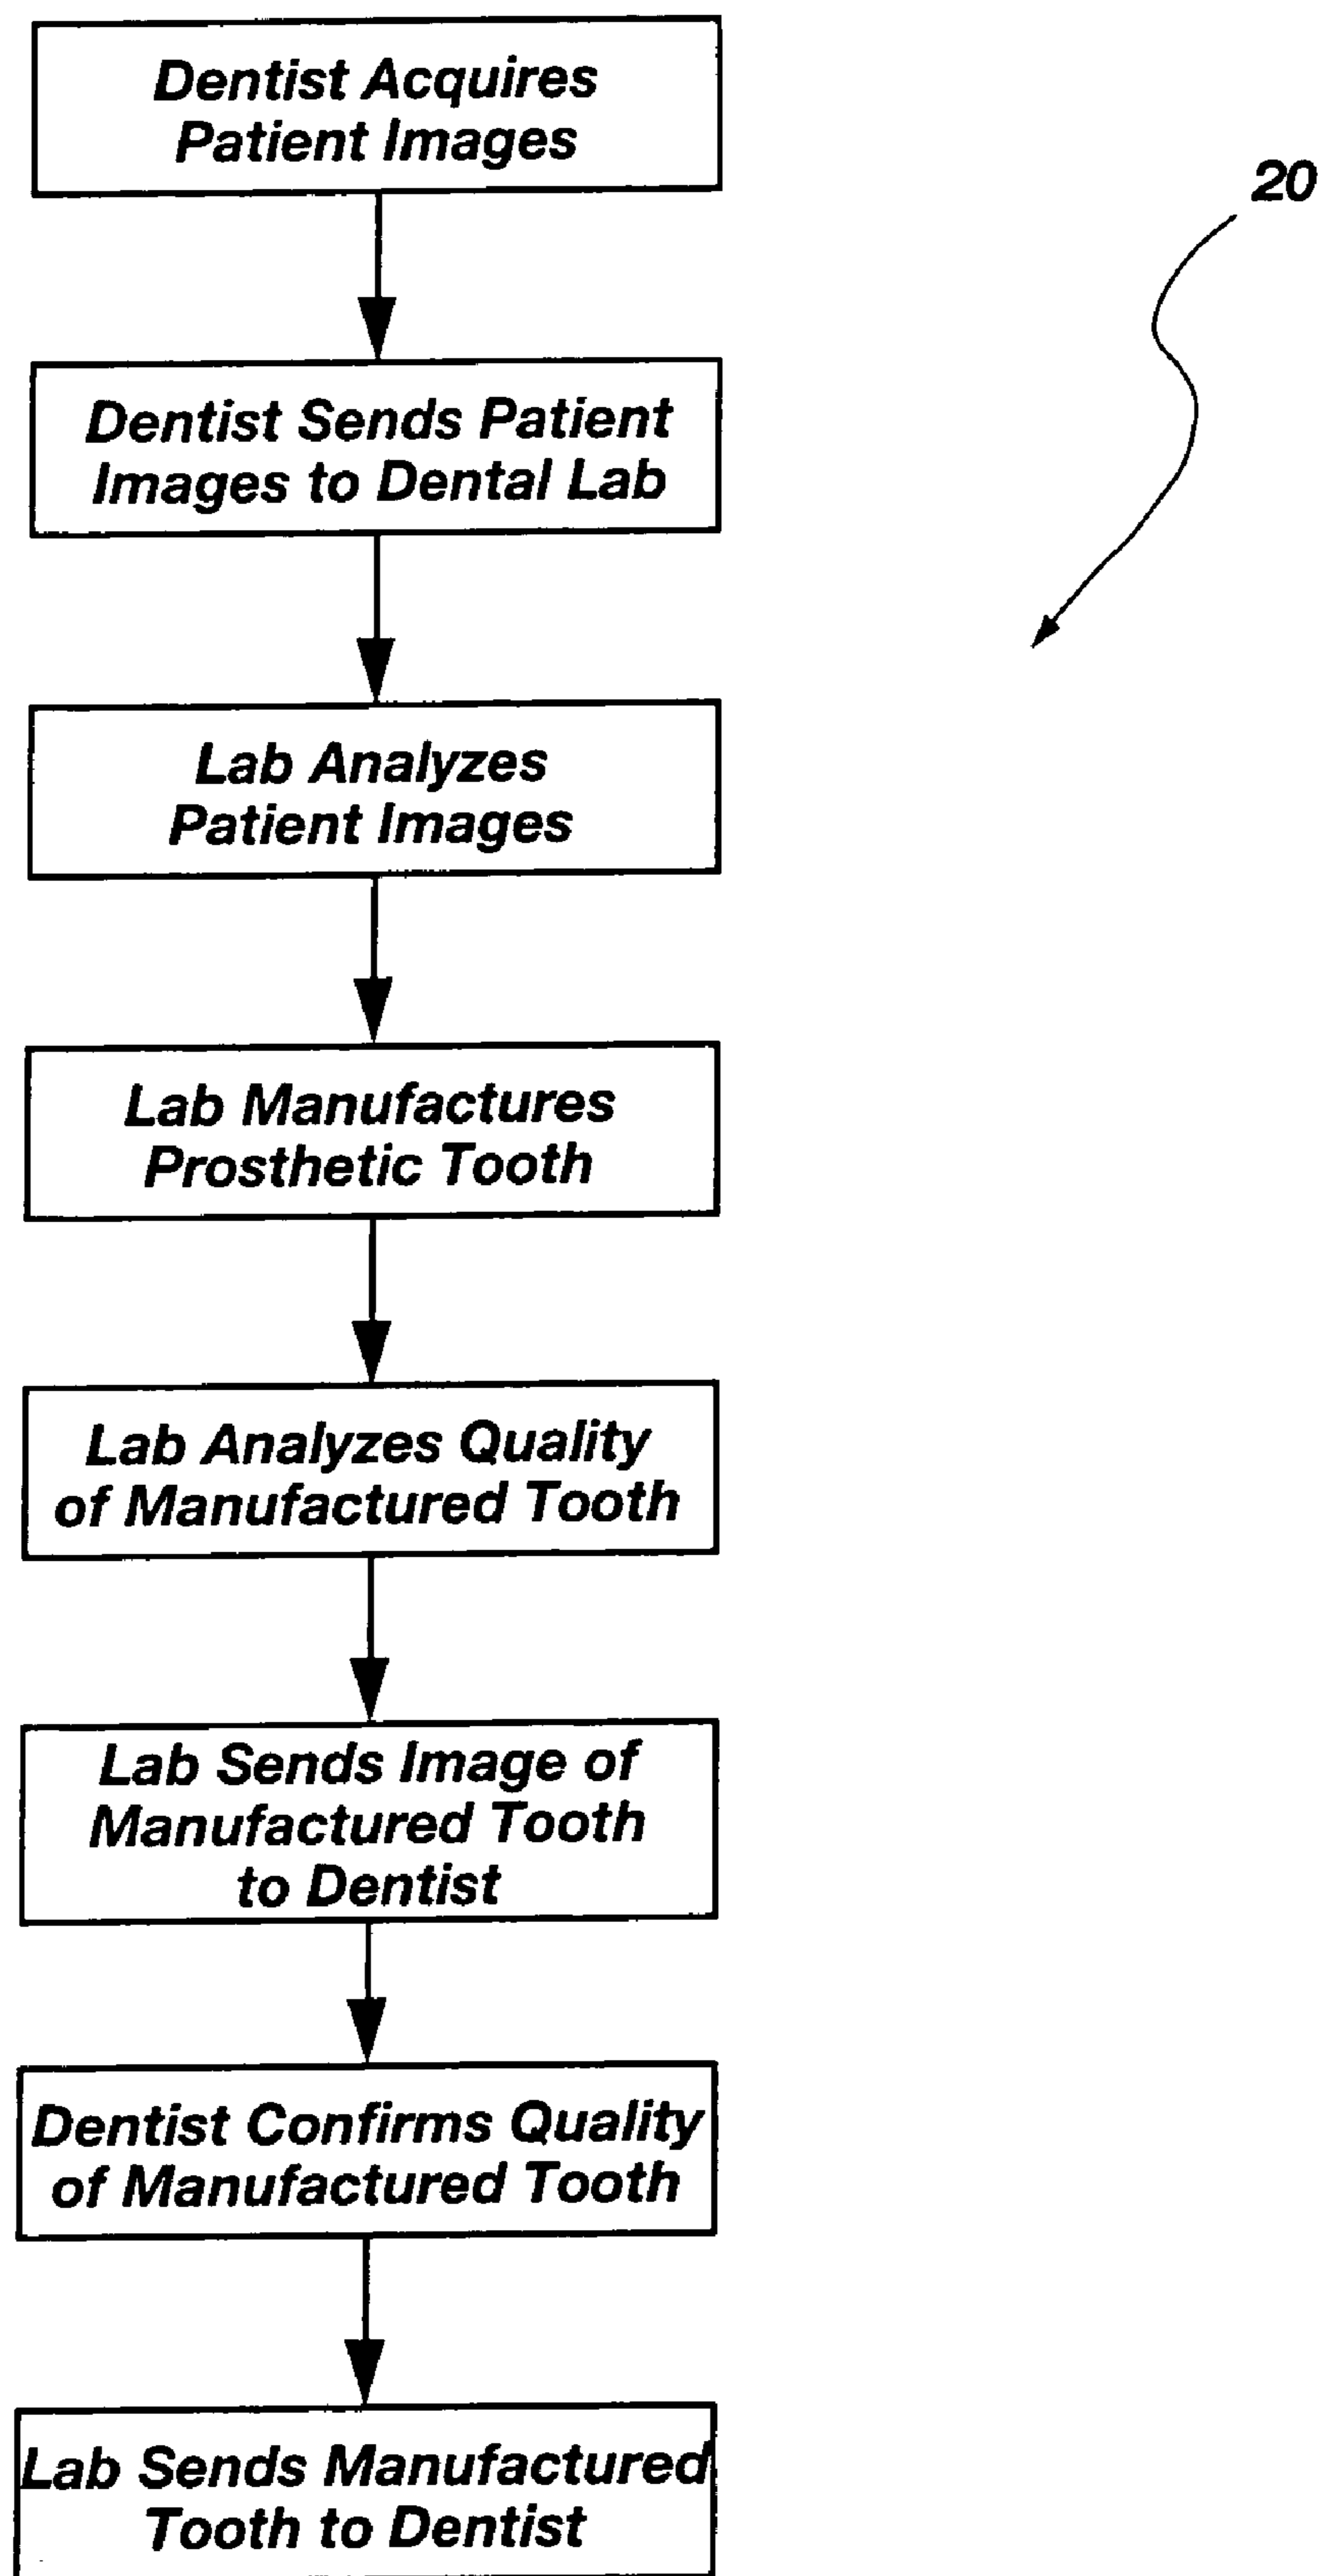 Dentist Acquires
Patient Images
20
Dentist Sends Patient
Images to Dental Lab
Lab Analyzes
Patient Images
Lab Manufactures
Prosthetic Tooth
Lab Analyzes Quality
of Manufactured Tooth
Lab Sends Image of
Manufactured Tooth
to Dentist
Dentist Confirms Quality
of Manufactured Tooth
Lab Sends Manufactured
Tooth to Dentist